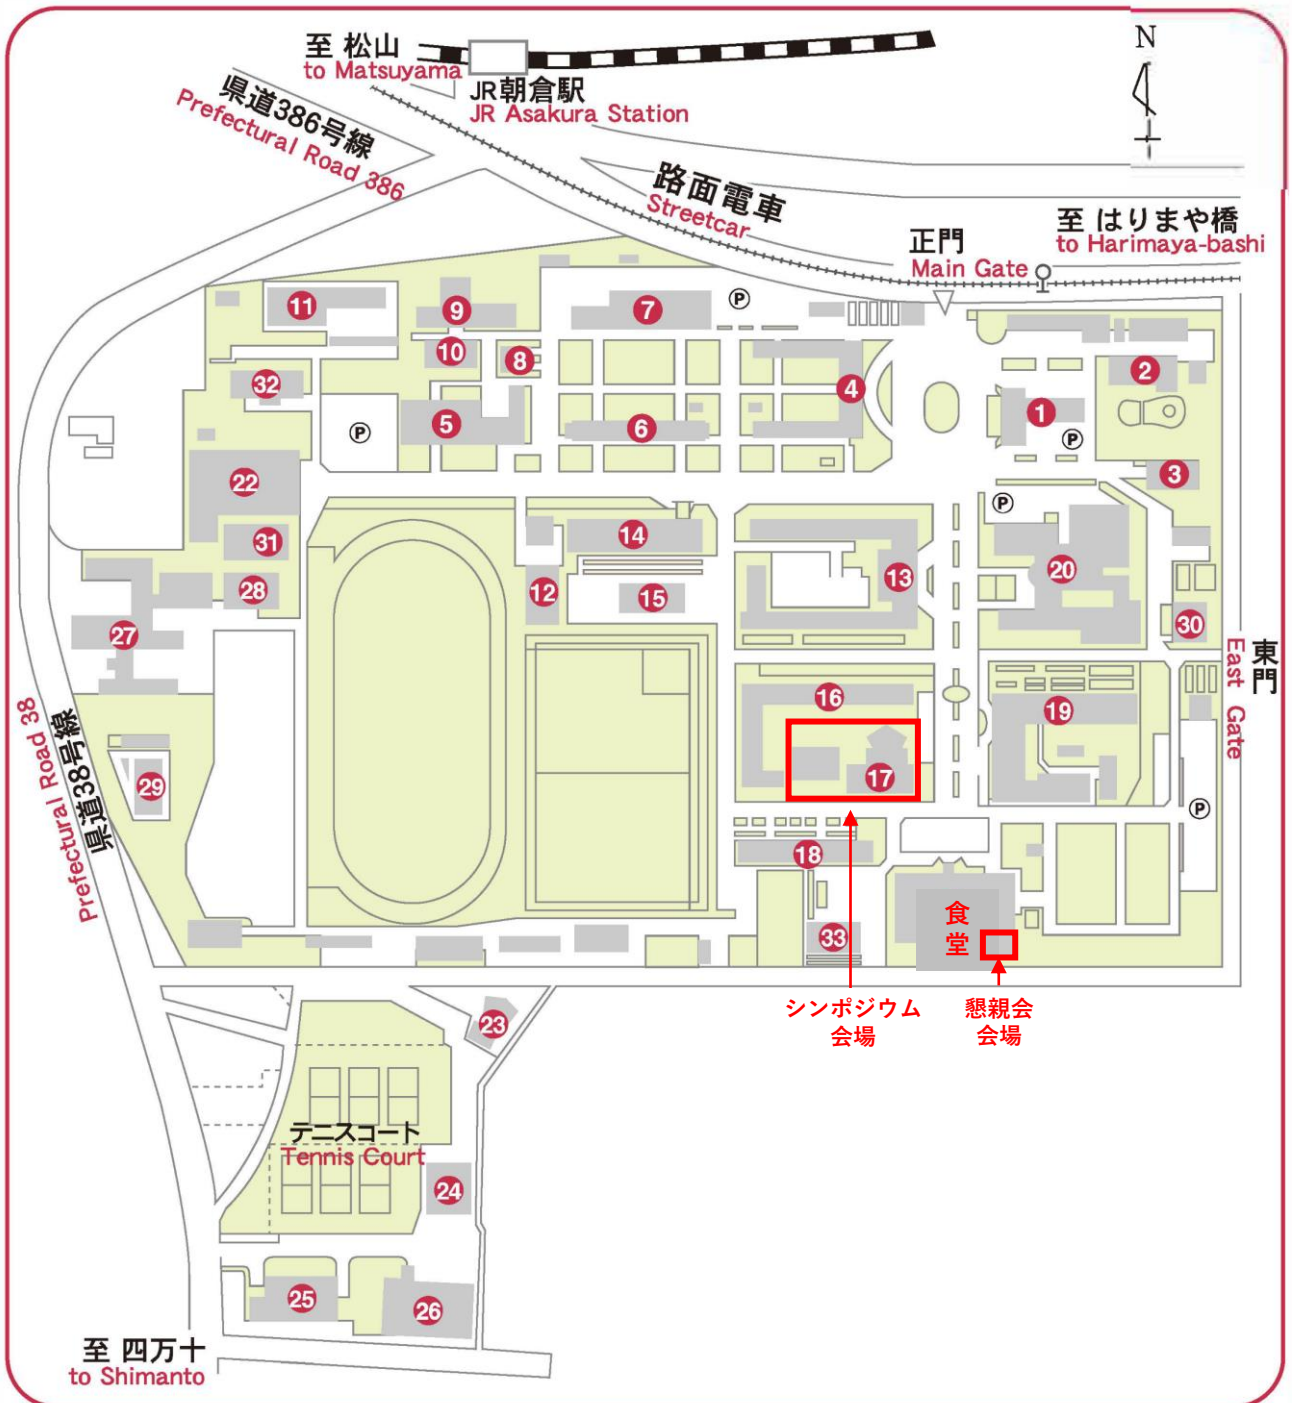 至 松山
to Matsuyama
JR朝倉駅
JR Asakura Station
N
県道386号線
Prefectural Road 386
路面電車
Streetcar
至 はりまや橋
to Harimaya-bashi
正門
Main Gate
11
9
7
P
10
8
2
32
4
1
5
6
P
P
22
3
P
31
14
13
20
28
12
15
30
27
東門
East Gate
16
19
県道38号線
Prefectural Road 38
29
17
P
18
食堂
33
シンポジウム
会場
懇親会
会場
23
テニスコート
Tennis Court
24
25
26
至 四万十
to Shimanto